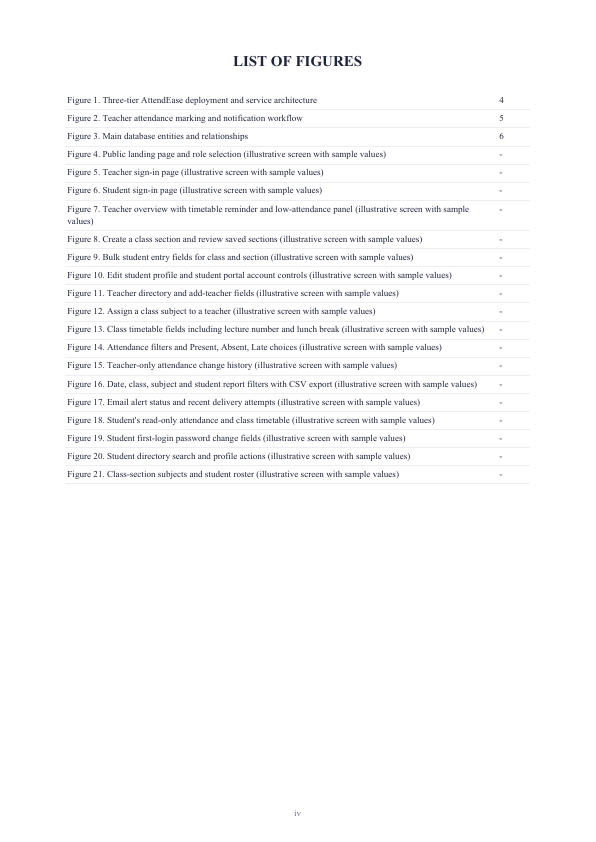 LIST OF FIGURES
Figure 1. Three-tier AttendEase deployment and service architecture 4
Figure 2. Teacher attendance marking and notification workflow 5
Figure 3. Main database entities and relationships 6
Figure 4. Public landing page and role selection (illustrative screen with sample values) -
Figure 5. Teacher sign-in page (illustrative screen with sample values) -
Figure 6. Student sign-in page (illustrative screen with sample values) -
Figure 7. Teacher overview with timetable reminder and low-attendance panel (illustrative screen with sample -
values)
Figure 8. Create a class section and review saved sections (illustrative screen with sample values) -
Figure 9. Bulk student entry fields for class and section (illustrative screen with sample values) -
Figure 10. Edit student profile and student portal account controls (illustrative screen with sample values) -
Figure 11. Teacher directory and add-teacher fields (illustrative screen with sample values) -
Figure 12. Assign a class subject to a teacher (illustrative screen with sample values) -
Figure 13. Class timetable fields including lecture number and lunch break (illustrative screen with sample values) -
Figure 14. Attendance filters and Present, Absent, Late choices (illustrative screen with sample values) -
Figure 15. Teacher-only attendance change history (illustrative screen with sample values) -
Figure 16. Date, class, subject and student report filters with CSV export (illustrative screen with sample values) -
Figure 17. Email alert status and recent delivery attempts (illustrative screen with sample values) -
Figure 18. Student's read-only attendance and class timetable (illustrative screen with sample values) -
Figure 19. Student first-login password change fields (illustrative screen with sample values) -
Figure 20. Student directory search and profile actions (illustrative screen with sample values) -
Figure 21. Class-section subjects and student roster (illustrative screen with sample values) -
iv